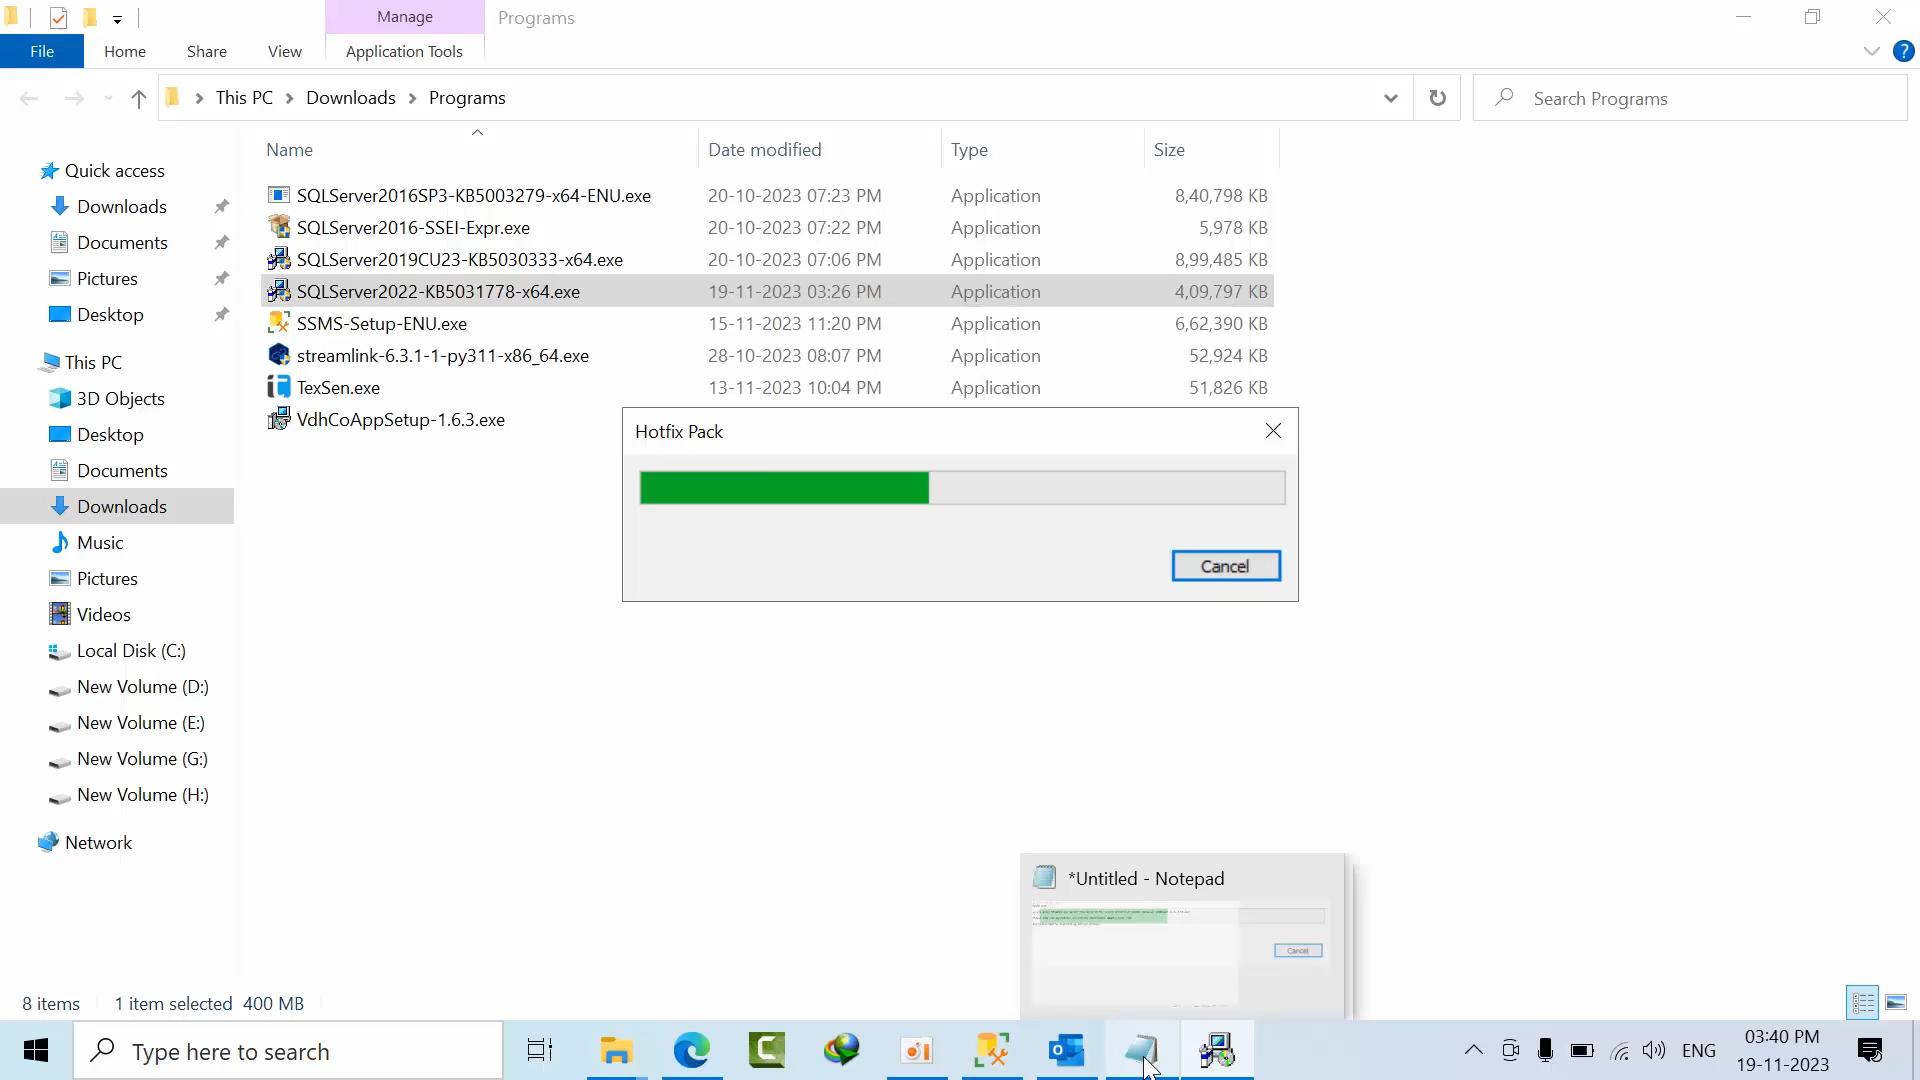 Manage
Programs
File
Home
Share
View
Application Tools
This PC
Downloads
Programs
Search Programs
Name
Date modified
Type
Size
Quick access
Downloads
Documents
Pictures
Desktop
This PC
3D Objects
Desktop
Documents
Downloads
Music
Pictures
Videos
Local Disk (C:)
New Volume (D:)
New Volume (E:)
New Volume (G:)
New Volume (H:)
Network
SQLServer2016SP3-KB5003279-x64-ENU.exe 20-10-2023 07:23 PM Application 8,40,798 KB
SQLServer2016-SSEI-Expr.exe 20-10-2023 07:22 PM Application 5,978 KB
SQLServer2019CU23-KB5030333-x64.exe 20-10-2023 07:06 PM Application 8,99,485 KB
SQLServer2022-KB5031778-x64.exe 19-11-2023 03:26 PM Application 4,09,797 KB
SSMS-Setup-ENU.exe 15-11-2023 11:20 PM Application 6,62,390 KB
streamlink-6.3.1-1-py311-x86_64.exe 28-10-2023 08:07 PM Application 52,924 KB
TexSen.exe 13-11-2023 10:04 PM Application 51,826 KB
VdhCoAppSetup-1.6.3.exe
Hotfix Pack
Cancel
*Untitled - Notepad
Cancel
8 items
1 item selected 400 MB
Type here to search
ENG
03:40 PM
19-11-2023